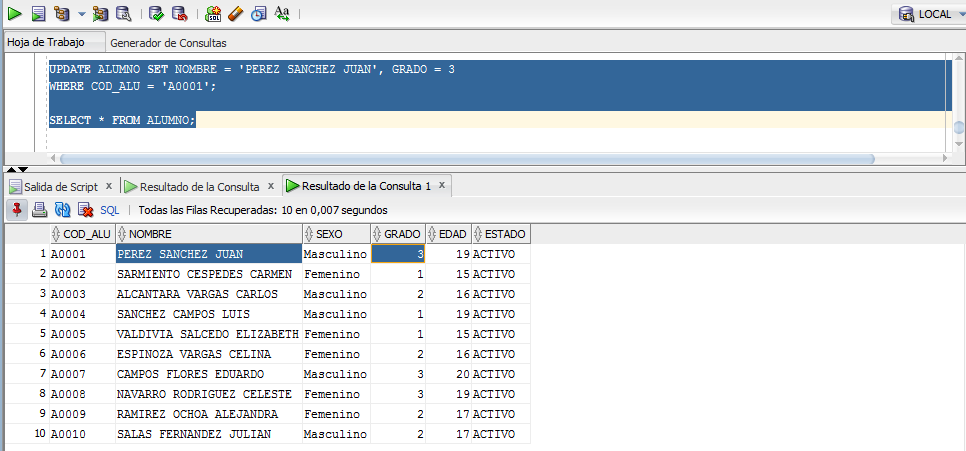 SQL
Aa
LOCAL
Hoja de Trabajo Generador de Consultas
UPDATE ALUMNO SET NOMBRE = 'PEREZ SANCHEZ JUAN', GRADO = 3
WHERE COD_ALU = 'A0001';
SELECT * FROM ALUMNO;
Salida de Script x Resultado de la Consulta x Resultado de la Consulta 1 x
SQL | Todas las Filas Recuperadas: 10 en 0,007 segundos
COD_ALU NOMBRE SEXO GRADO EDAD ESTADO
1 A0001 PEREZ SANCHEZ JUAN Masculino 3 19 ACTIVO
2 A0002 SARMIENTO CESPEDES CARMEN Femenino 1 15 ACTIVO
3 A0003 ALCANTARA VARGAS CARLOS Masculino 2 16 ACTIVO
4 A0004 SANCHEZ CAMPOS LUIS Masculino 1 19 ACTIVO
5 A0005 VALDIVIA SALCEDO ELIZABETH Femenino 1 15 ACTIVO
6 A0006 ESPINOZA VARGAS CELINA Femenino 2 16 ACTIVO
7 A0007 CAMPOS FLORES EDUARDO Masculino 3 20 ACTIVO
8 A0008 NAVARRO RODRIGUEZ CELESTE Femenino 3 19 ACTIVO
9 A0009 RAMIREZ OCHOA ALEJANDRA Femenino 2 17 ACTIVO
10 A0010 SALAS FERNANDEZ JULIAN Masculino 2 17 ACTIVO